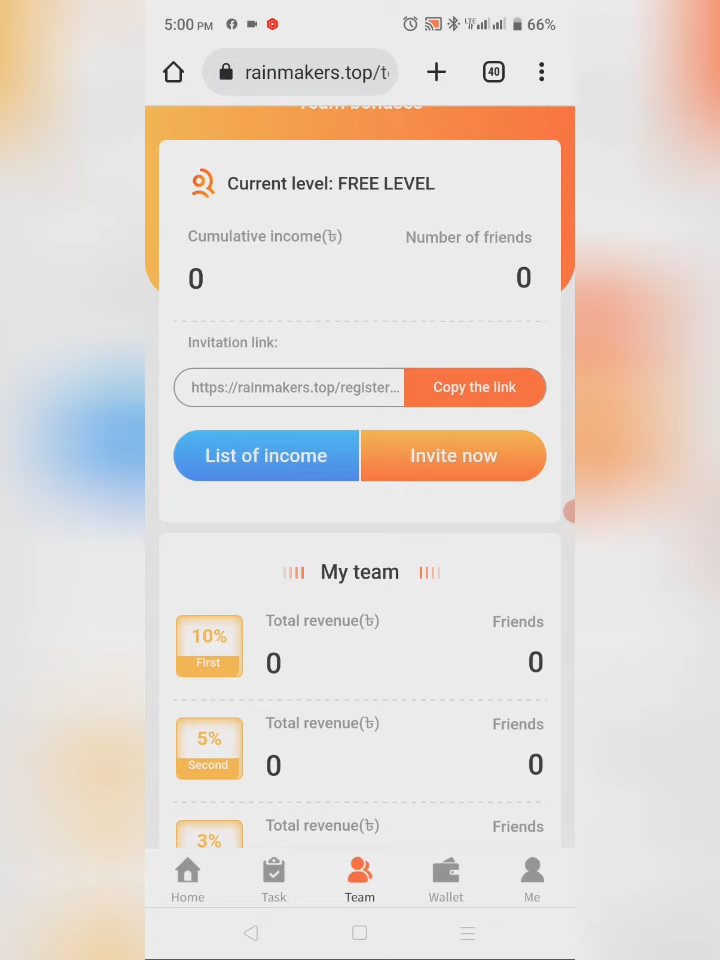 5:00 PM
LTE
66%
rainmakers.top/t
40
Team bonuses
Current level: FREE LEVEL
Cumulative income(৳)
Number of friends
0
0
Invitation link:
https://rainmakers.top/register...
Copy the link
List of income
Invite now
My team
10%
First
Total revenue(৳)
Friends
0
0
5%
Second
Total revenue(৳)
Friends
0
0
3%
Total revenue(৳)
Friends
Home
Task
Team
Wallet
Me